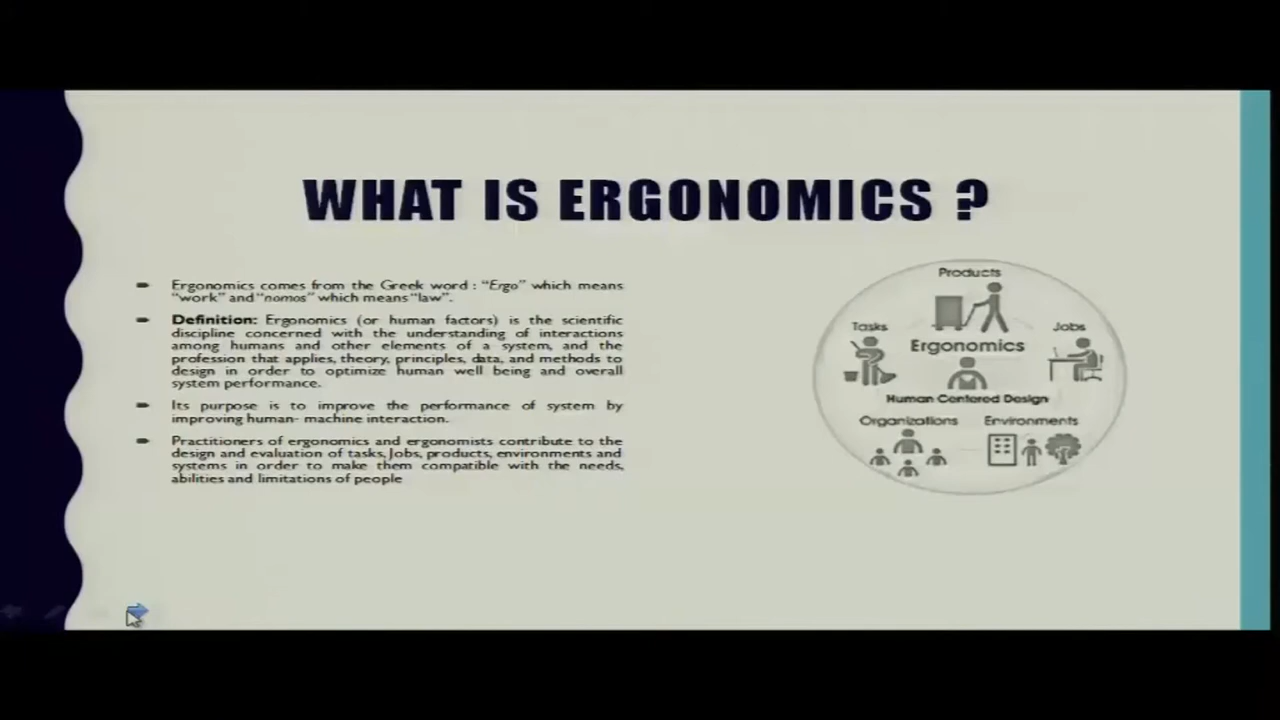 WHAT IS ERGONOMICS ?
Ergonomics comes from the Greek word : “Ergo” which means
“work” and “nomos” which means “law”.
Definition: Ergonomics (or human factors) is the scientific
discipline concerned with the understanding of interactions
among humans and other elements of a system, and the
profession that applies, theory, principles, data, and methods to
design in order to optimize human well being and overall
system performance.
Its purpose is to improve the performance of system by
improving human- machine interaction.
Practitioners of ergonomics and ergonomists contribute to the
design and evaluation of tasks, Jobs, products, environments and
systems in order to make them compatible with the needs,
abilities and limitations of people
Products
Tasks
Jobs
Ergonomics
Human Centered Design
Organizations
Environments